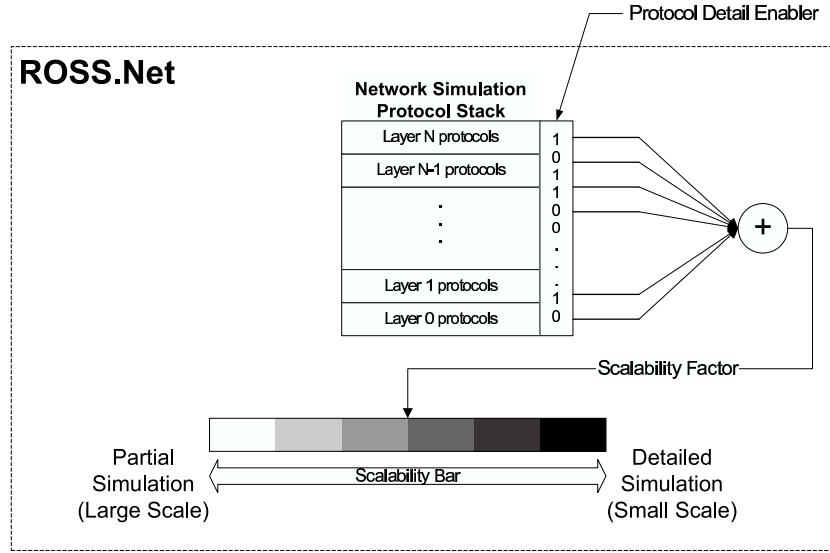 Protocol Detail Enabler
ROSS.Net
Network Simulation
Protocol Stack
Layer N protocols
Layer N-1 protocols
.
.
.
Layer 1 protocols
Layer 0 protocols
1
0
1
1
0
0
.
.
.
1
0
+
Scalability Factor
Partial
Simulation
(Large Scale)
Scalability Bar
Detailed
Simulation
(Small Scale)